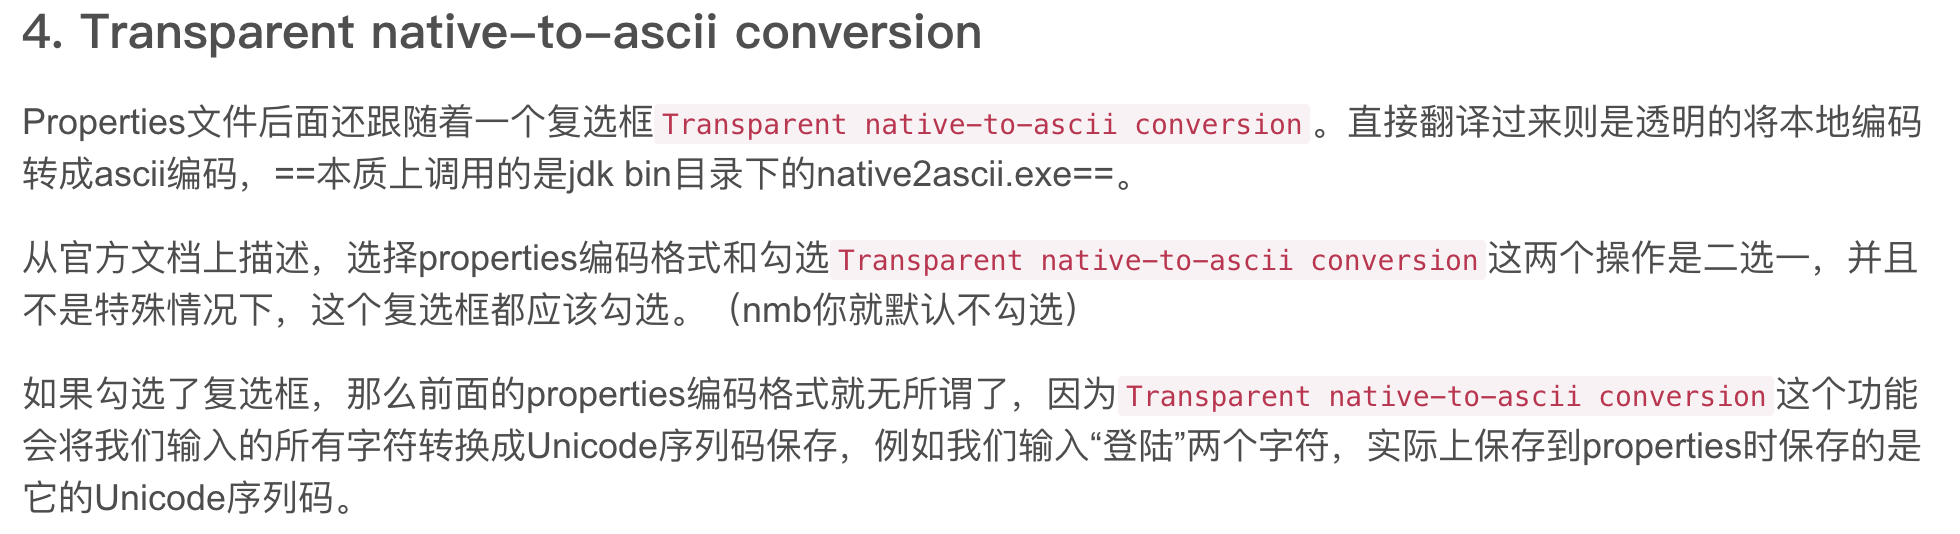 4. Transparent native-to-ascii conversion
Properties文件后面还跟随着一个复选框Transparent native-to-ascii conversion。直接翻译过来则是透明的将本地编码
转成ascii编码，==本质上调用的是jdk bin目录下的native2ascii.exe==。
从官方文档上描述，选择properties编码格式和勾选Transparent native-to-ascii conversion这两个操作是二选一，并且
不是特殊情况下，这个复选框都应该勾选。（nmb你就默认不勾选）
如果勾选了复选框，那么前面的properties编码格式就无所谓了，因为Transparent native-to-ascii conversion这个功能
会将我们输入的所有字符转换成Unicode序列码保存，例如我们输入“登陆”两个字符，实际上保存到properties时保存的是
它的Unicode序列码。